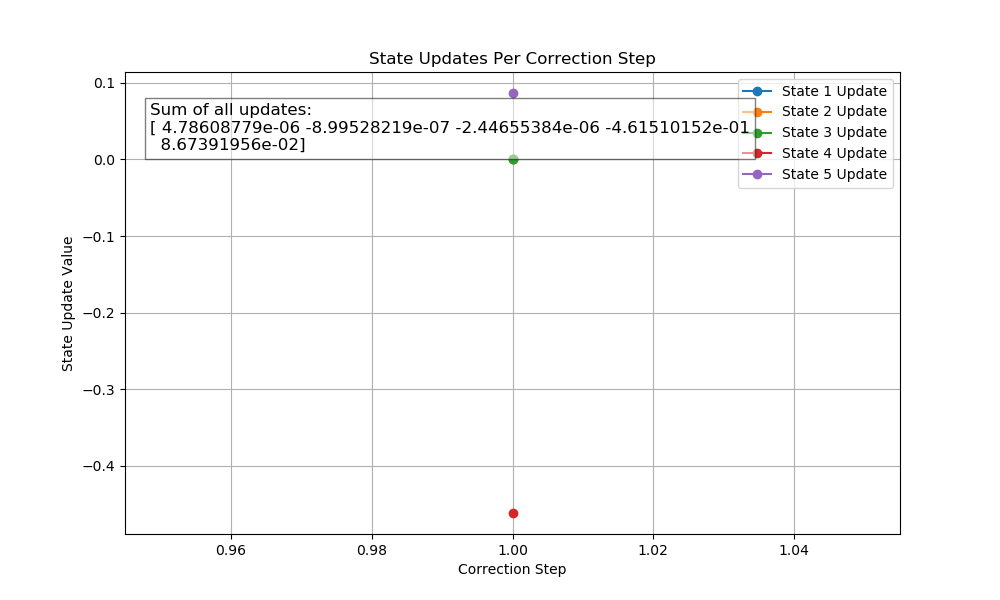 State Updates Per Correction Step
Sum of all updates:
[ 4.78608779e-06 -8.99528219e-07 -2.44655384e-06 -4.61510152e-01
8.67391956e-02]
State 1 Update
State 2 Update
State 3 Update
State 4 Update
State 5 Update
State Update Value
0.1
0.0
−0.1
−0.2
−0.3
−0.4
0.96
0.98
1.00
1.02
1.04
Correction Step